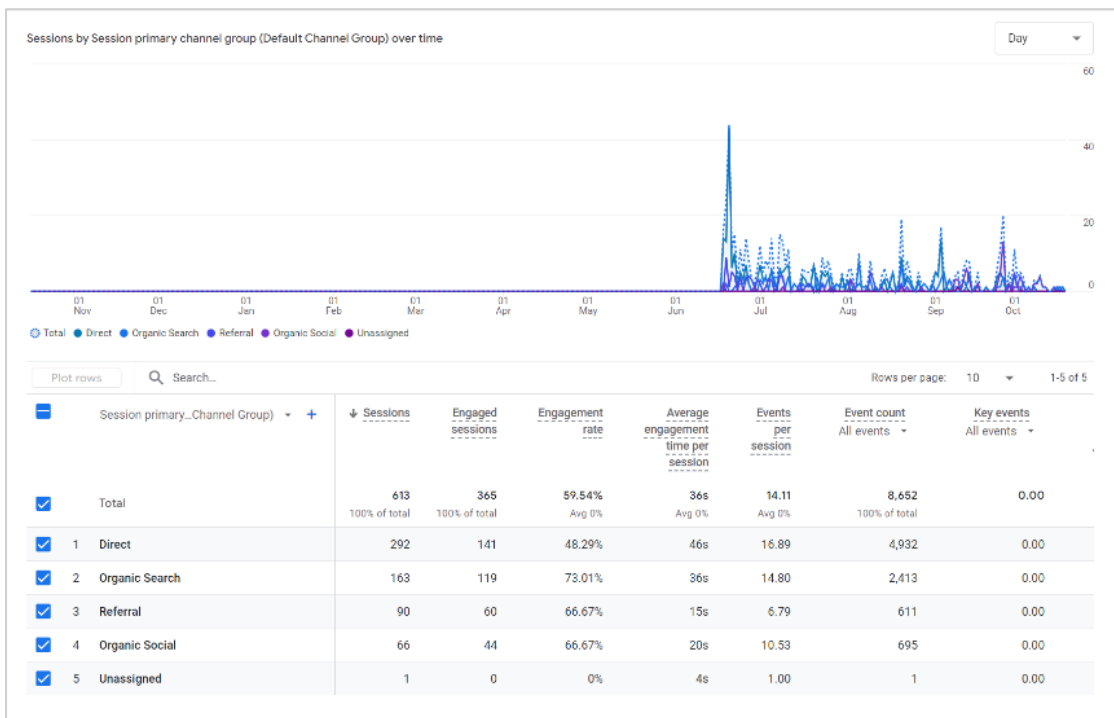 Sessions by Session primary channel group (Default Channel Group) over time
Day
60
40
20
0
01 Nov
01 Dec
01 Jan
01 Feb
01 Mar
01 Apr
01 May
01 Jun
01 Jul
01 Aug
01 Sep
01 Oct
Total Direct Organic Search Referral Organic Social Unassigned
Plot rows Search... Rows per page: 10 1-5 of 5
Session primary...Channel Group) + Sessions Engaged sessions Engagement rate Average engagement time per session Events per session Event count All events Key events All events
Total 613 365 59.54% 36s 14.11 8,652 0.00
100% of total 100% of total Avg 0% Avg 0% Avg 0% 100% of total
1 Direct 292 141 48.29% 46s 16.89 4,932 0.00
2 Organic Search 163 119 73.01% 36s 14.80 2,413 0.00
3 Referral 90 60 66.67% 15s 6.79 611 0.00
4 Organic Social 66 44 66.67% 20s 10.53 695 0.00
5 Unassigned 1 0 0% 4s 1.00 1 0.00